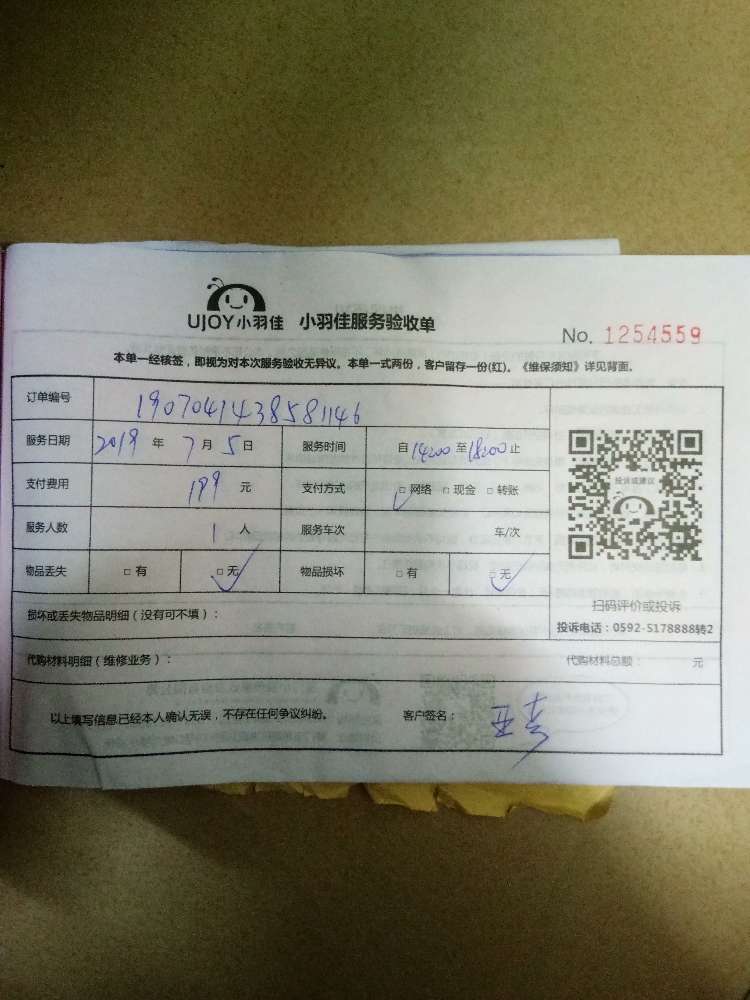 UJOY小羽佳 小羽佳服务验收单
No. 1254559
本单一经核签，即视为对本次服务验收无异议。本单一式两份，客户留存一份(红)。《维保须知》详见背面。
订单编号 1907041438581146
服务日期 2019 年 7 月 5 日 服务时间 自 14:00 至 18:00 止
支付费用 199 元 支付方式 □ 网络 □ 现金 □ 转账
投诉或建议
服务人数 1 人 服务车次 车/次
物品丢失 □ 有 □ 无 物品损坏 □ 有 □ 无
扫码评价或投诉
损坏或丢失物品明细（没有可不填）：
投诉电话：0592-5178888转2
代购材料明细（维修业务）： 代购材料总额： 元
以上填写信息已经本人确认无误，不存在任何争议纠纷。 客户签名：